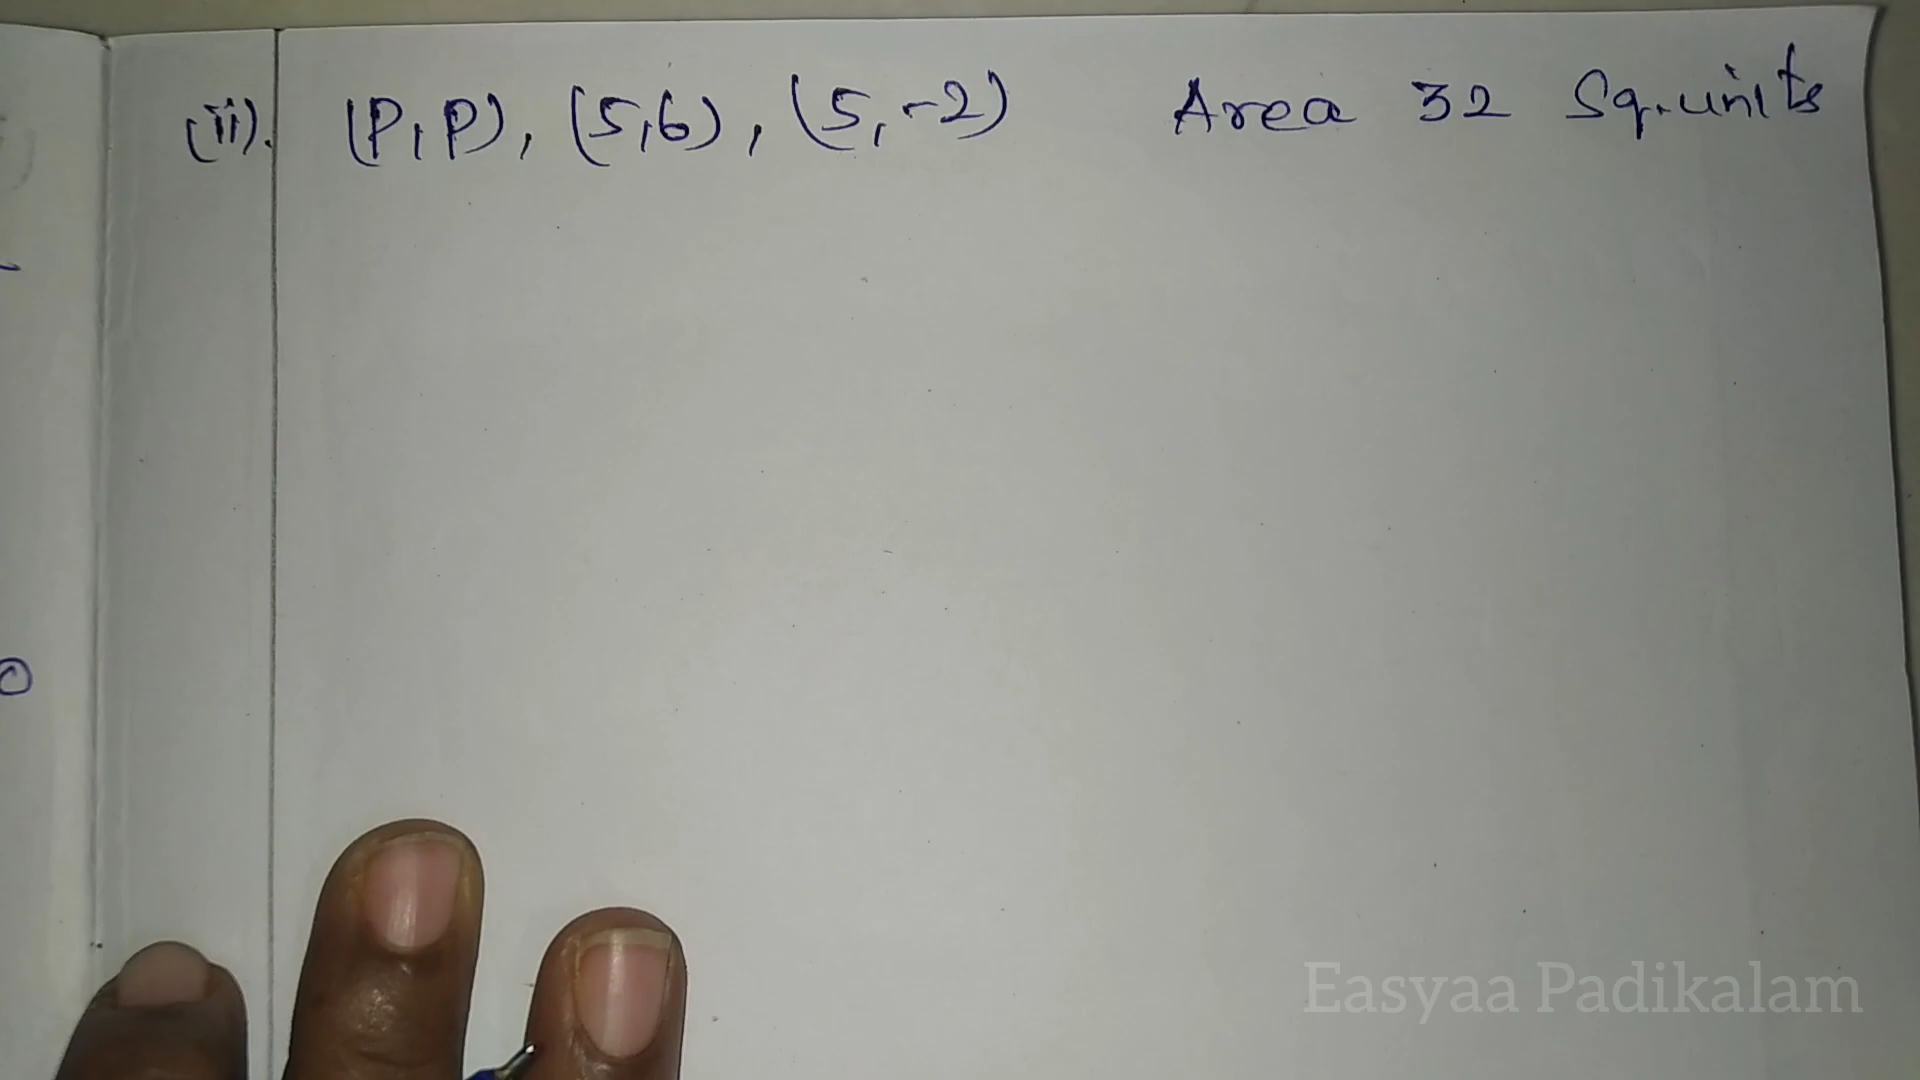 (ii). (P, P), (5,6), (5,-2) Area 32 Sq.units
Easyaa Padikalam